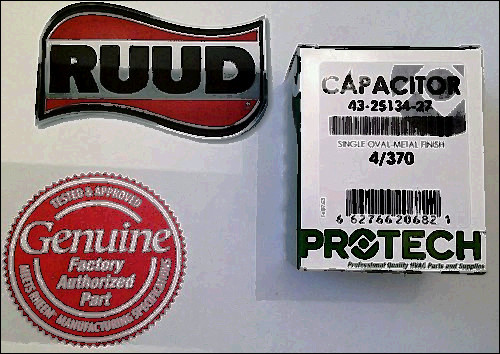 RUUD
TESTED & APPROVED
Genuine
Factory
Authorized
Part
MEETS RHEEM MANUFACTURING SPECIFICATIONS
CAPACITOR
43-25134-27
SINGLE OVAL-METAL FINISH
4/370
6 62766 20682 1
PROTECH
Professional Quality HVAC Parts and Supplies